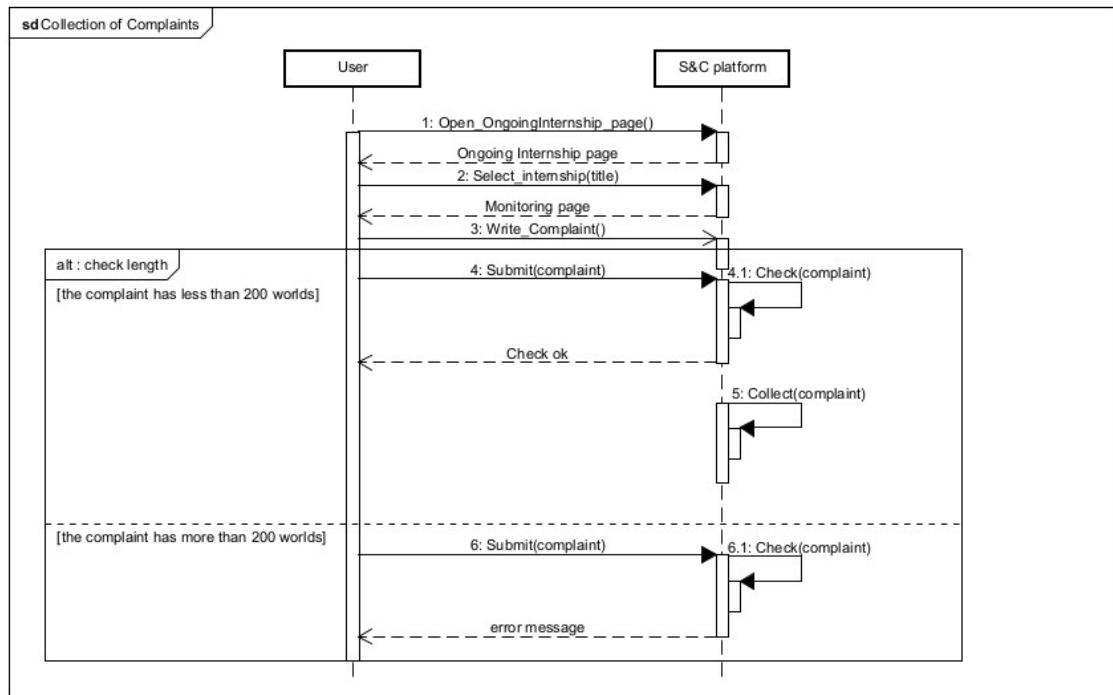 sd Collection of Complaints
User
S&C platform
1: Open_OngoingInternship_page()
Ongoing Internship page
2: Select_internship(title)
Monitoring page
3: Write_Complaint()
alt : check length
4: Submit(complaint)
4.1: Check(complaint)
[the complaint has less than 200 worlds]
Check ok
5: Collect(complaint)
[the complaint has more than 200 worlds]
6: Submit(complaint)
6.1: Check(complaint)
error message